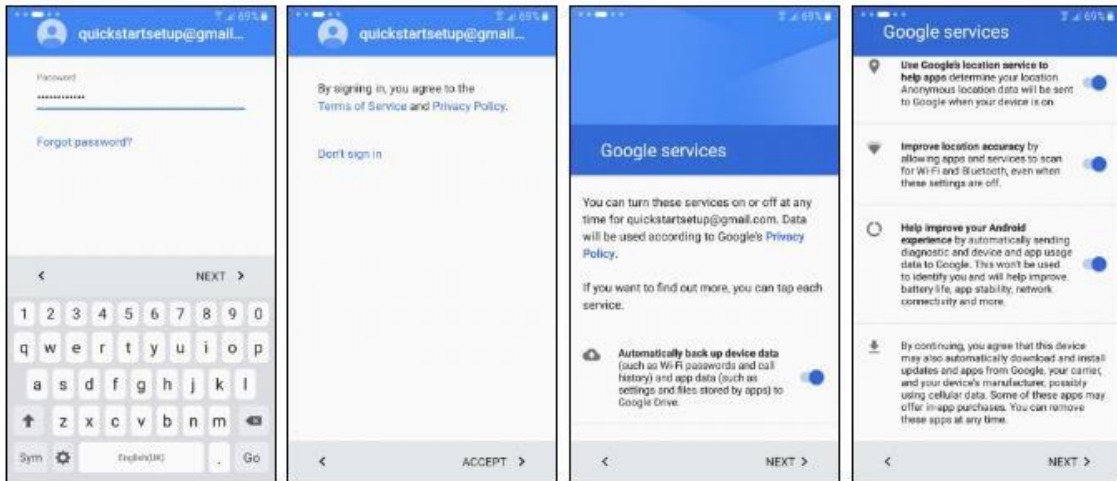 69%
quickstartsetup@gmail...
Password
............
Forgot password?
NEXT
1 2 3 4 5 6 7 8 9 0
q w e r t y u i o p
a s d f g h j k l
z x c v b n m
Sym English(UK) . Go
69%
quickstartsetup@gmail...
By signing in, you agree to the
Terms of Service and Privacy Policy.
Don't sign in
ACCEPT
69%
Google services
You can turn these services on or off at any
time for quickstartsetup@gmail.com. Data
will be used according to Google's Privacy
Policy.
If you want to find out more, you can tap each
service.
Automatically back up device data
(such as Wi-Fi passwords and call
history) and app data (such as
settings and files stored by apps) to
Google Drive.
NEXT
69%
Google services
Use Google's location service to
help apps determine your location.
Anonymous location data will be sent
to Google when your device is on
Improve location accuracy by
allowing apps and services to scan
for Wi-Fi and Bluetooth, even when
these settings are off.
Help improve your Android
experience by automatically sending
diagnostic and device and app usage
data to Google. This won't be used
to identify you and will help improve
battery life, app stability, network
connectivity and more.
By continuing, you agree that this device
may also automatically download and install
updates and apps from Google, your carrier,
and your device's manufacturer, possibly
using cellular data. Some of these apps may
offer in-app purchases. You can remove
these apps at any time.
NEXT